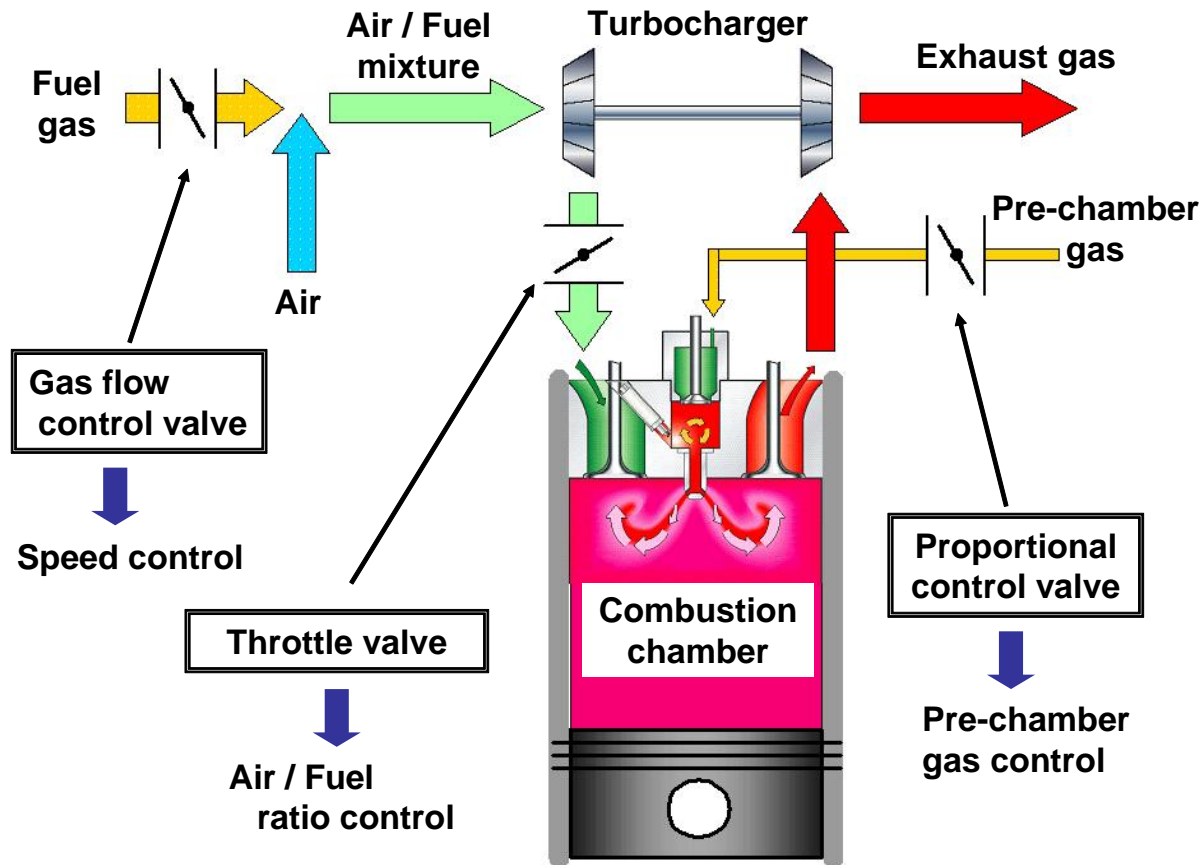 Air / Fuel
mixture
Turbocharger
Exhaust gas
Fuel
gas
Pre-chamber
gas
Air
Gas flow
control valve
Speed control
Throttle valve
Air / Fuel
ratio control
Combustion
chamber
Proportional
control valve
Pre-chamber
gas control